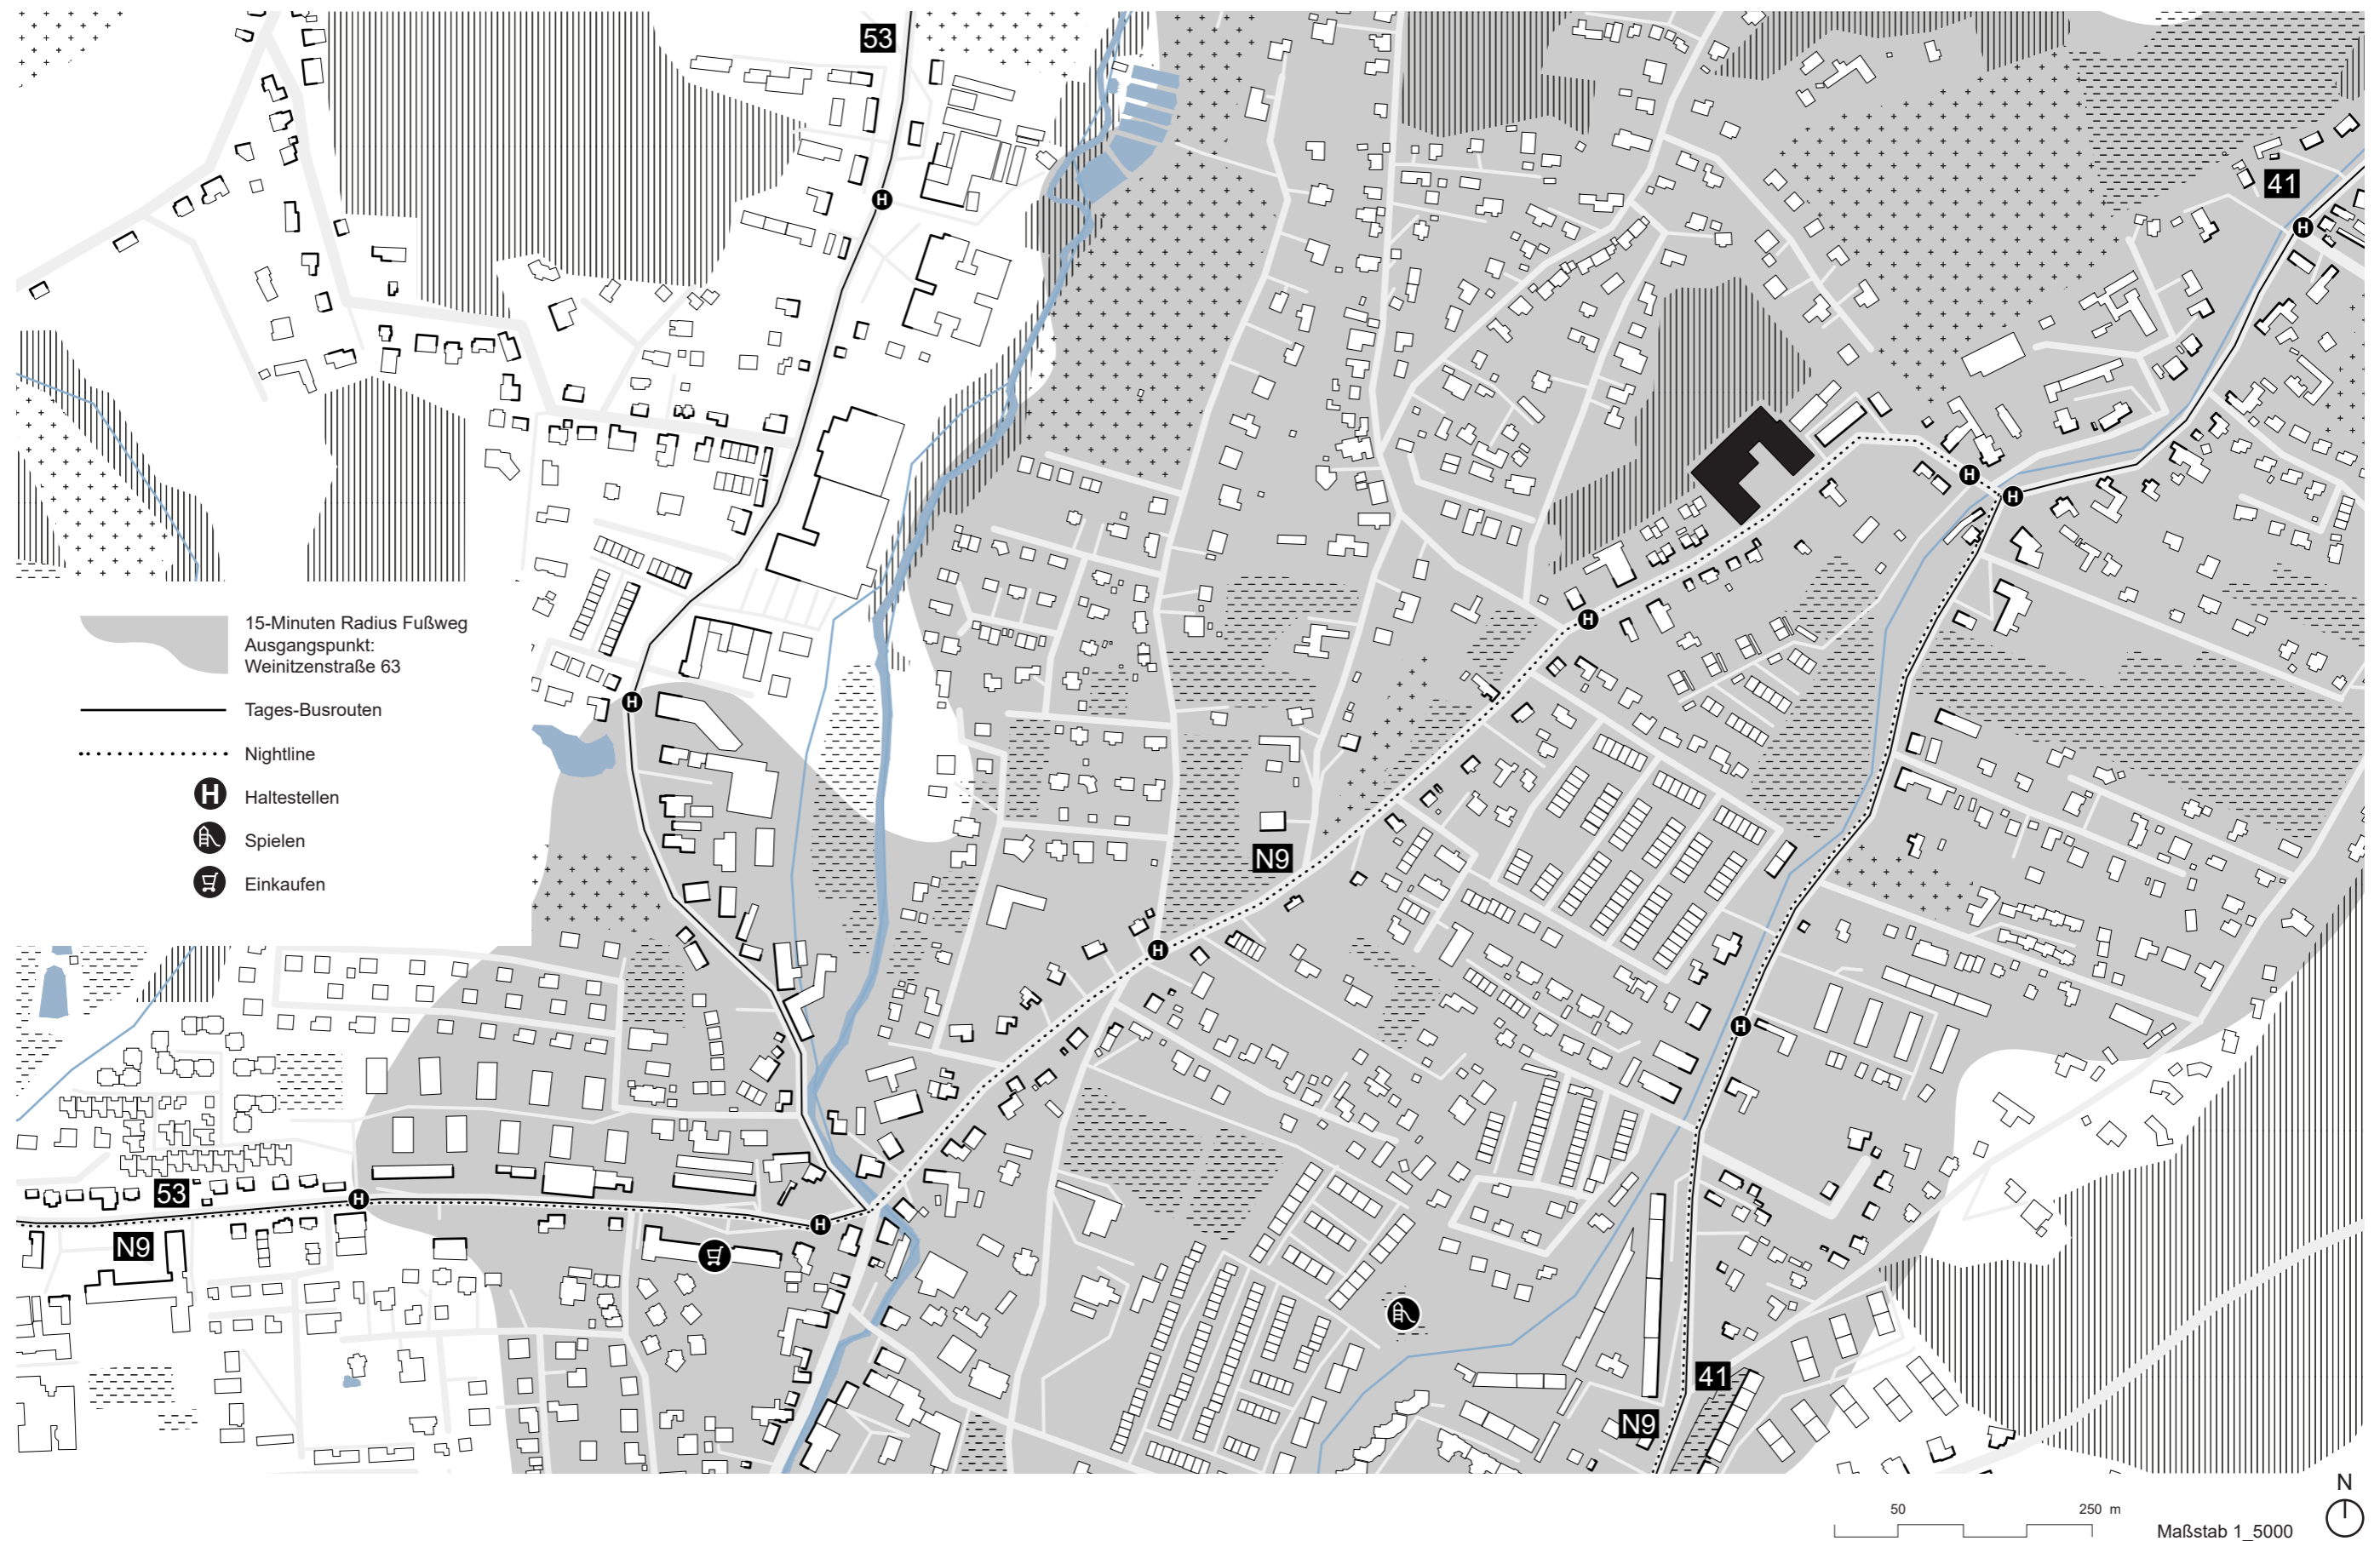 53
41
H
H
H
H
H
15-Minuten Radius Fußweg
Ausgangspunkt:
Weinitzenstraße 63
Tages-Busrouten
Nightline
H Haltestellen
Spielen
Einkaufen
H
N9
H
H
53
H
H
N9
41
N9
N
50 250 m
Maßstab 1_5000